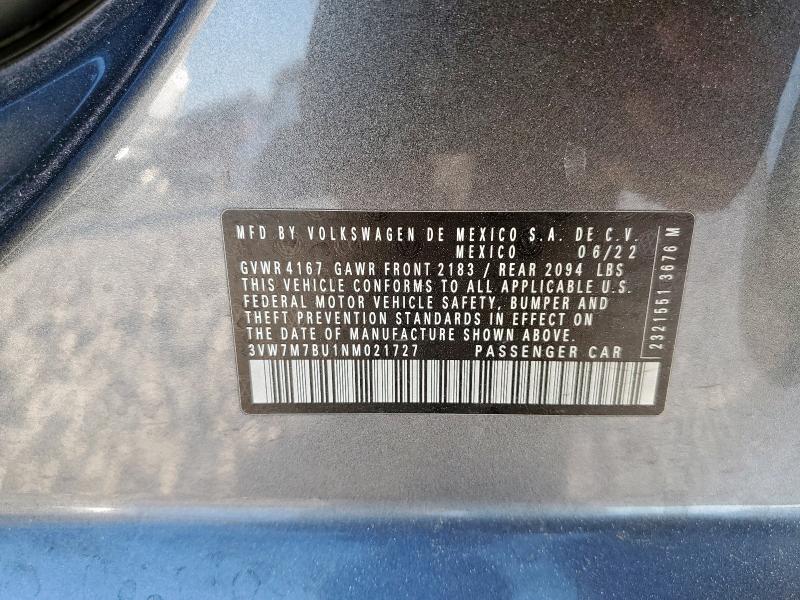 MFD BY VOLKSWAGEN DE MEXICO S.A. DE C.V.
MEXICO 06/22
GVWR 4167 GAWR FRONT 2183 / REAR 2094 LBS
THIS VEHICLE CONFORMS TO ALL APPLICABLE U.S.
FEDERAL MOTOR VEHICLE SAFETY, BUMPER AND
THEFT PREVENTION STANDARDS IN EFFECT ON
THE DATE OF MANUFACTURE SHOWN ABOVE.
3VW7M7BU1NM021727 PASSENGER CAR
2321551 3676 M